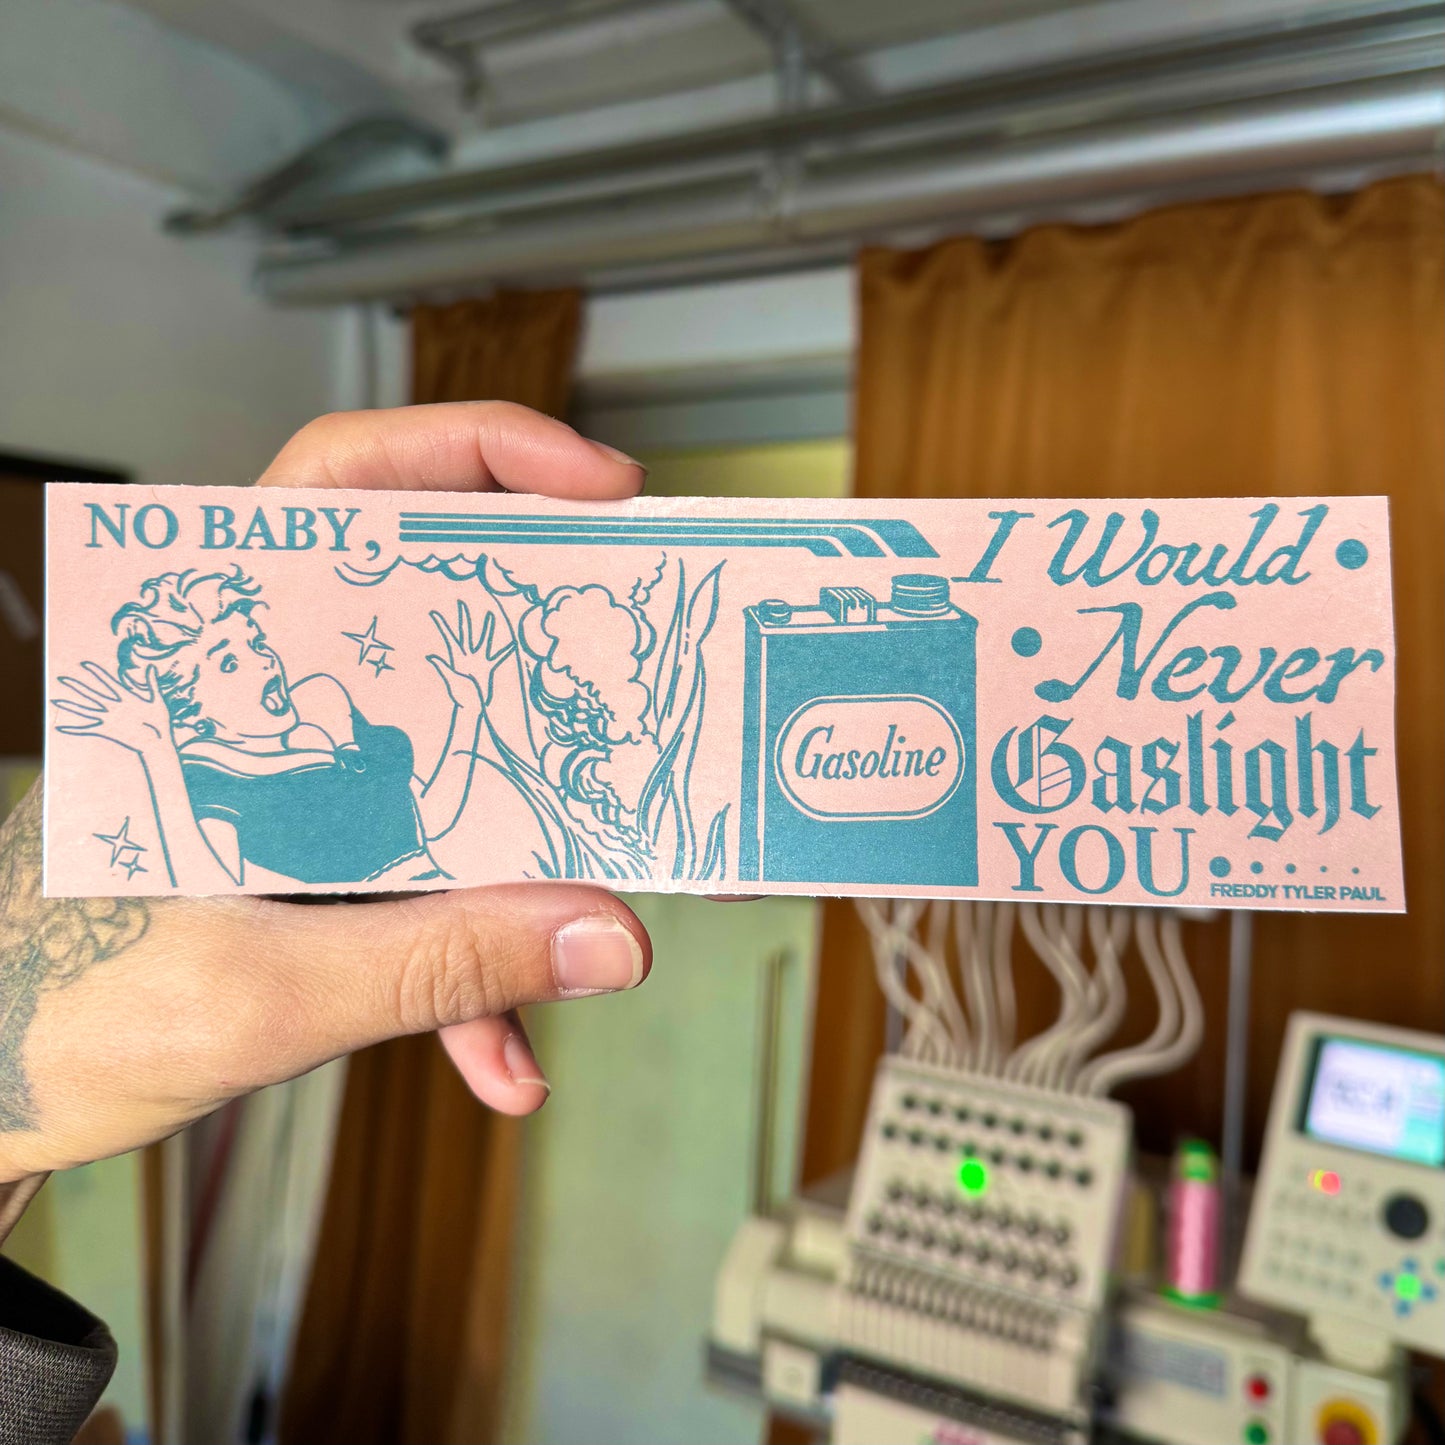 NO BABY,
I Would
Never
Gaslight
YOU
Gasoline
FREDDY TYLER PAUL